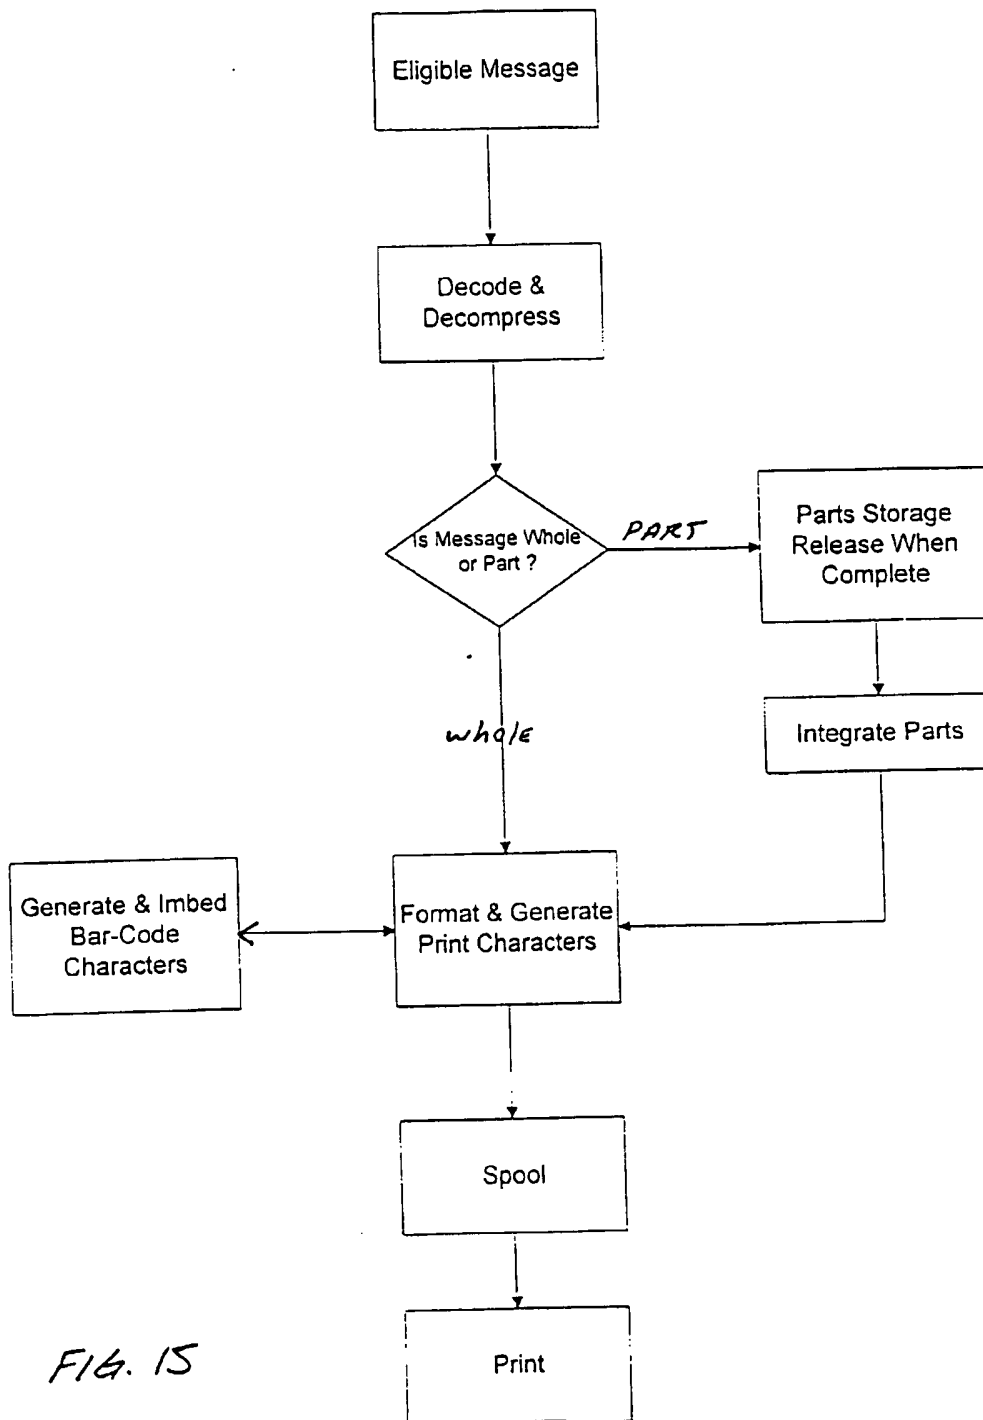 Eligible Message
Decode &
Decompress
Is Message Whole
or Part ?
PART
Parts Storage
Release When
Complete
Integrate Parts
whole
Generate & Imbed
Bar-Code
Characters
Format & Generate
Print Characters
Spool
Print
FIG. 15